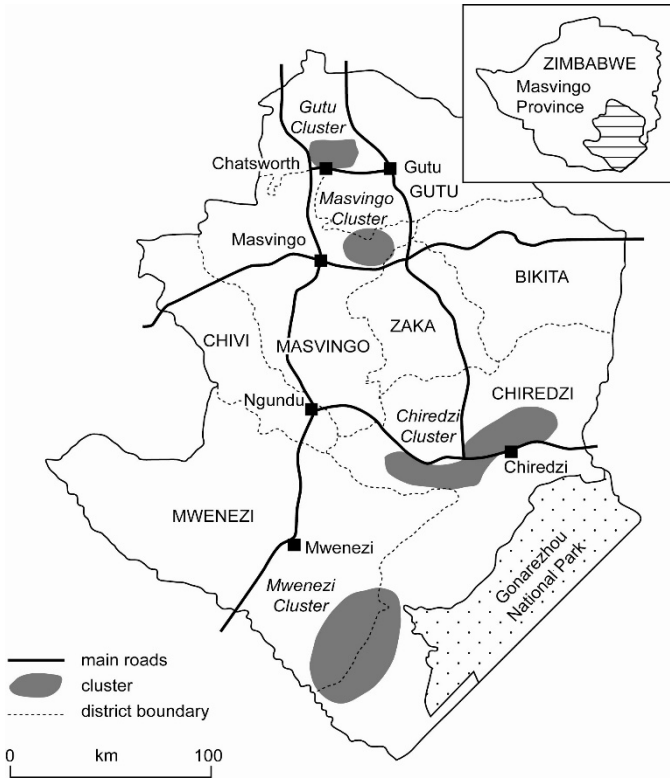 ZIMBABWE
Masvingo
Province
Gutu
Cluster
Chatsworth
Gutu
GUTU
Masvingo
Cluster
Masvingo
BIKITA
ZAKA
CHIVI
MASVINGO
CHIREDZI
Ngundu
Chiredzi
Cluster
Chiredzi
MWENEZI
Mwenezi
Gonarezhou
National Park
Mwenezi
Cluster
main roads
cluster
district boundary
0 km 100